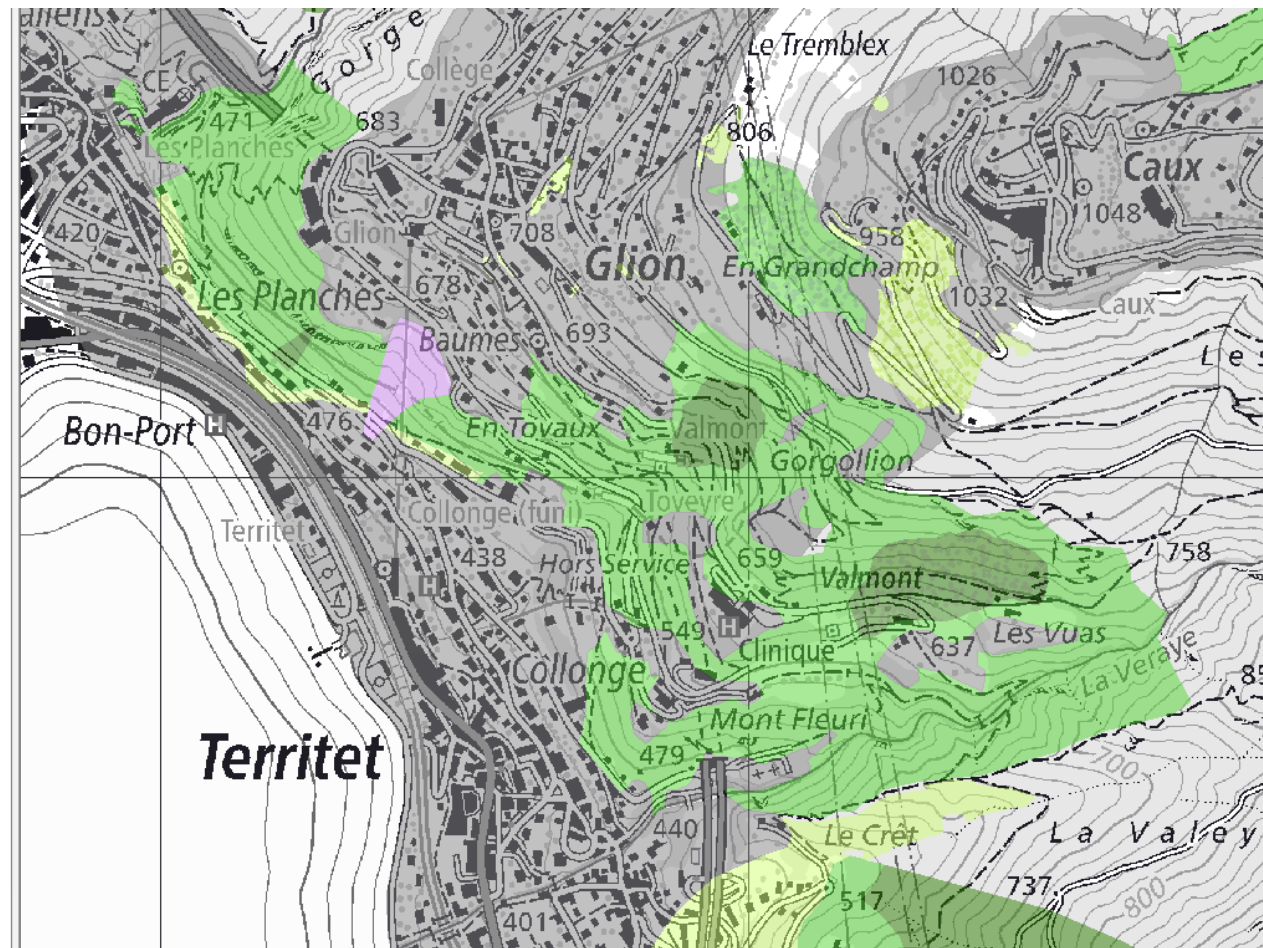 aliens
Gorge
Le Tremblex
Collège
1026
CE
471
683
806
Les Planches
Caux
1048
420
Glion
708
Glion
958
En Grandchamp
678
1032
Les Planches
Caux
693
Baumes
Les
Bon-Port
H
476
En Tovaux
Valmont
Gorgollion
Collonge (funi)
Toveyre
Territet
438
Hors Service
659
758
Valmont
H
549
H
Clinique
637
Les Vuas
Collonge
La Veraye
85
Mont Fleuri
Territet
479
700
440
Le Crêt
La Valey
737
517
800
401